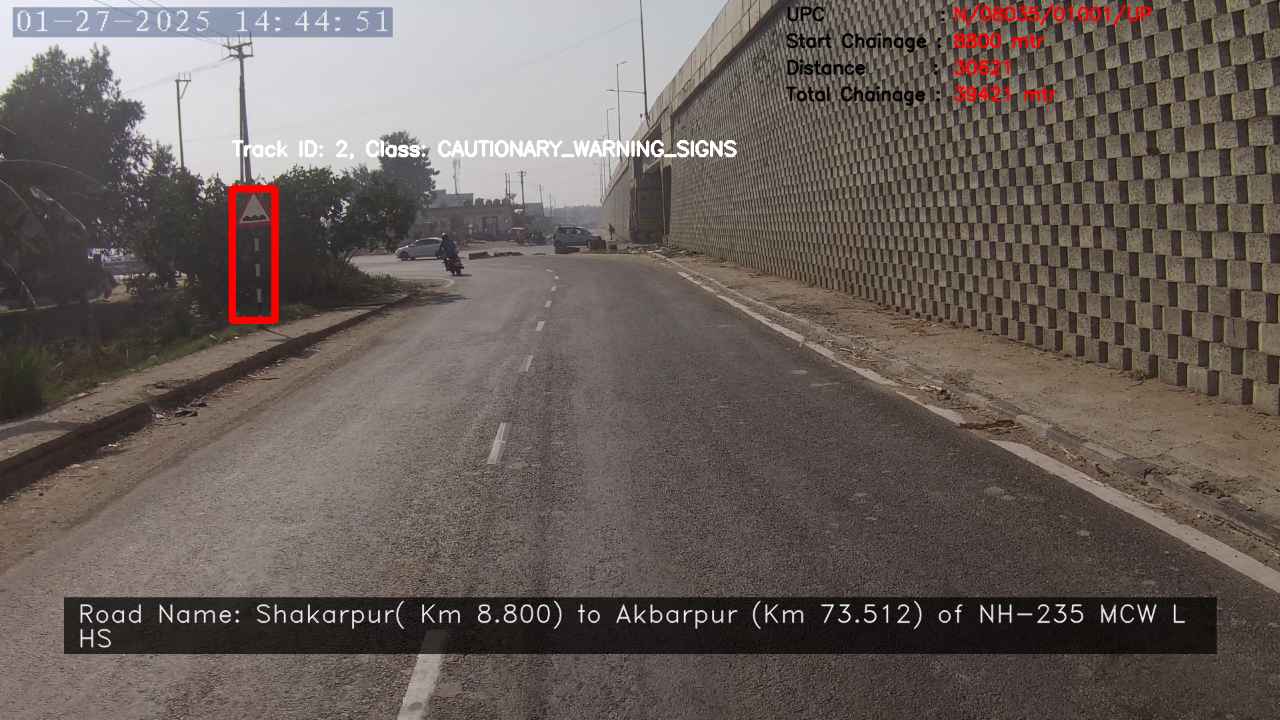 01-27-2025 14:44:51
UPC : N/08035/01001/UP
Start Chainage : 8800 mtr
Distance : 30621
Total Chainage : 39421 mtr
Track ID: 2, Class: CAUTIONARY_WARNING_SIGNS
Road Name: Shakarpur( Km 8.800) to Akbarpur (Km 73.512) of NH-235 MCW L
HS